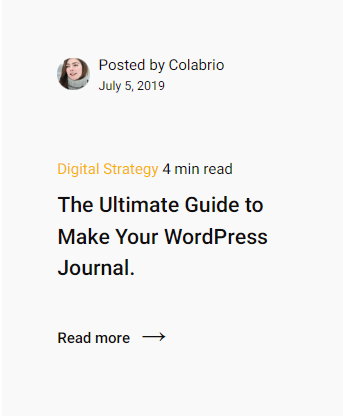 Posted by Colabrio
July 5, 2019
Digital Strategy 4 min read
The Ultimate Guide to
Make Your WordPress
Journal.
Read more